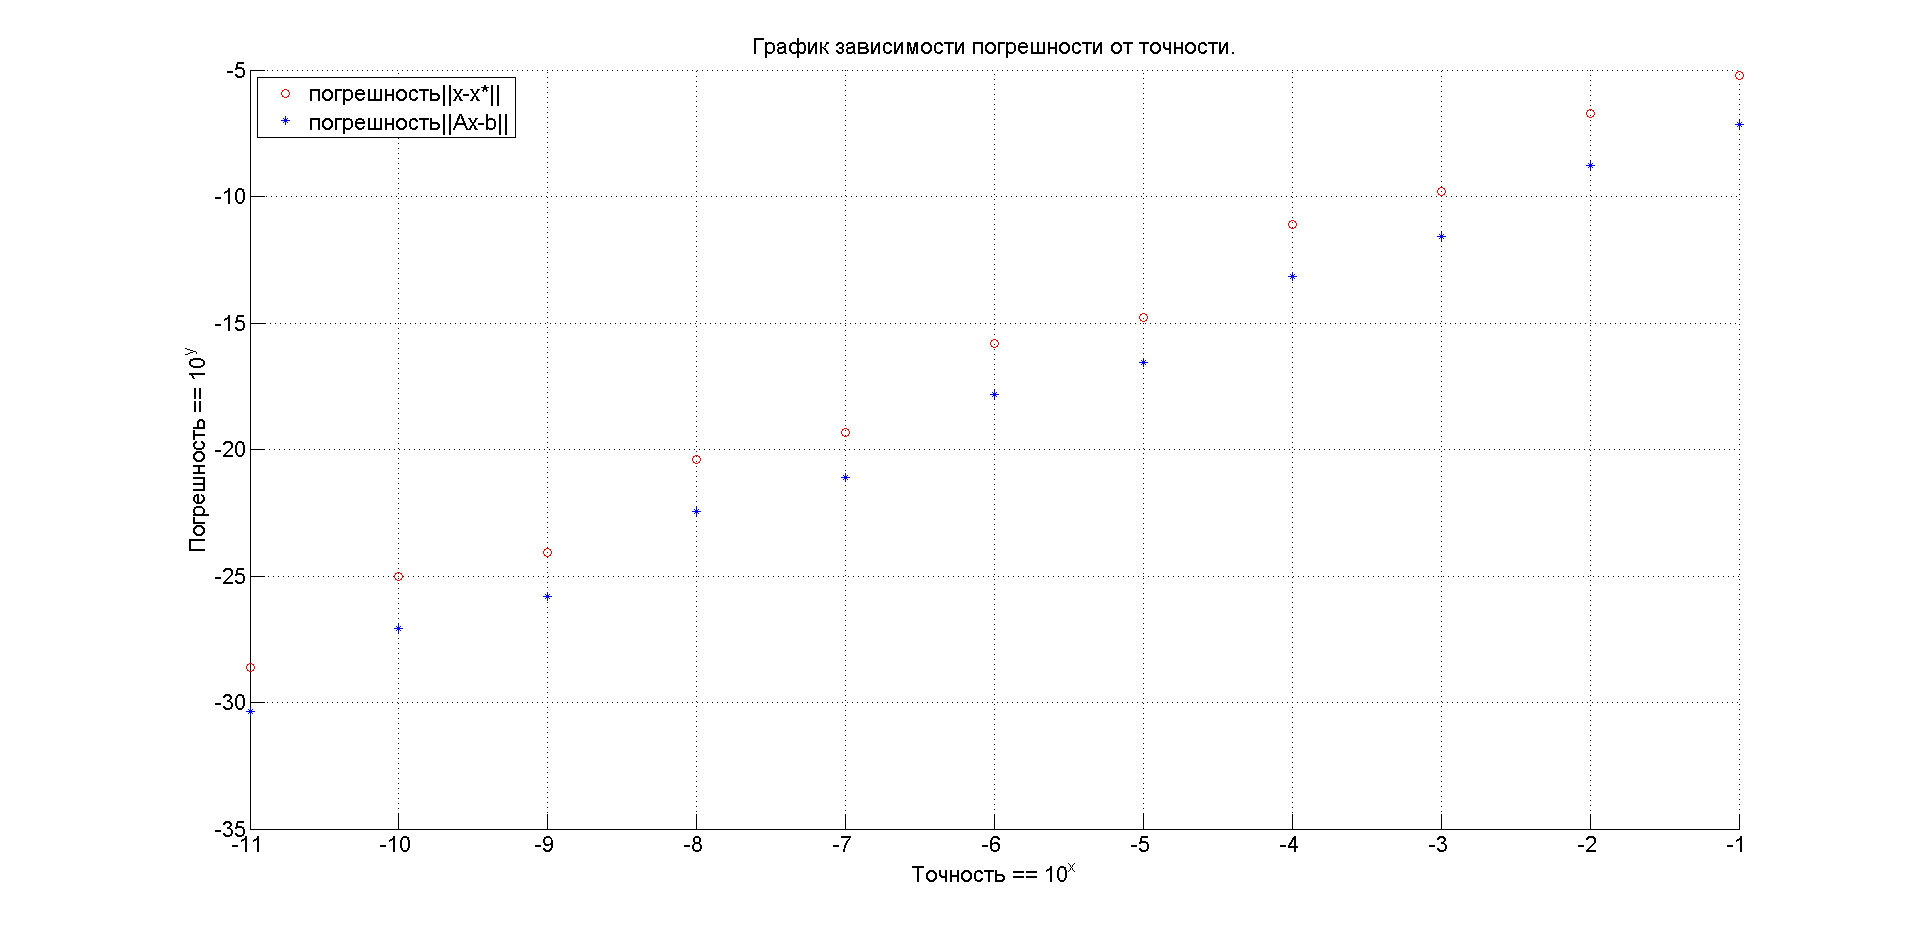 График зависимости погрешности от точности.
погрешность||x-x*||
погрешность||Ax-b||
Погрешность == 10^y
-5
-10
-15
-20
-25
-30
-35
-11 -10 -9 -8 -7 -6 -5 -4 -3 -2 -1
Точность == 10^x